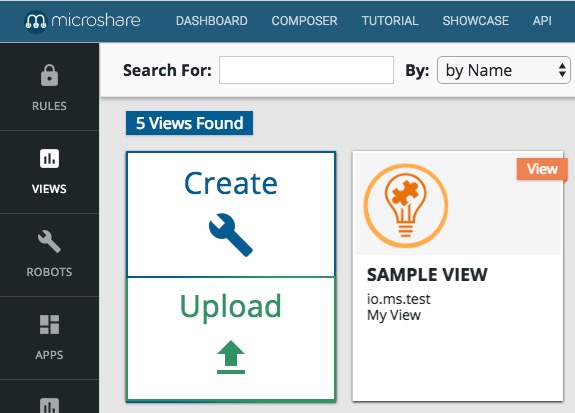 microshare DASHBOARD COMPOSER TUTORIAL SHOWCASE API
Search For: By: by Name
RULES
VIEWS
ROBOTS
APPS
5 Views Found
Create
Upload
View
SAMPLE VIEW
io.ms.test
My View